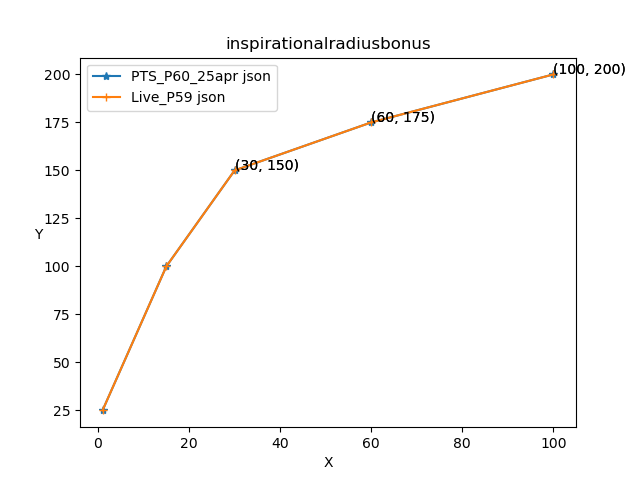 inspirationalradiusbonus
PTS_P60_25apr json
Live_P59 json
(100, 200)
(60, 175)
(30, 150)
200
175
150
125
100
75
50
25
Y
0 20 40 60 80 100
X